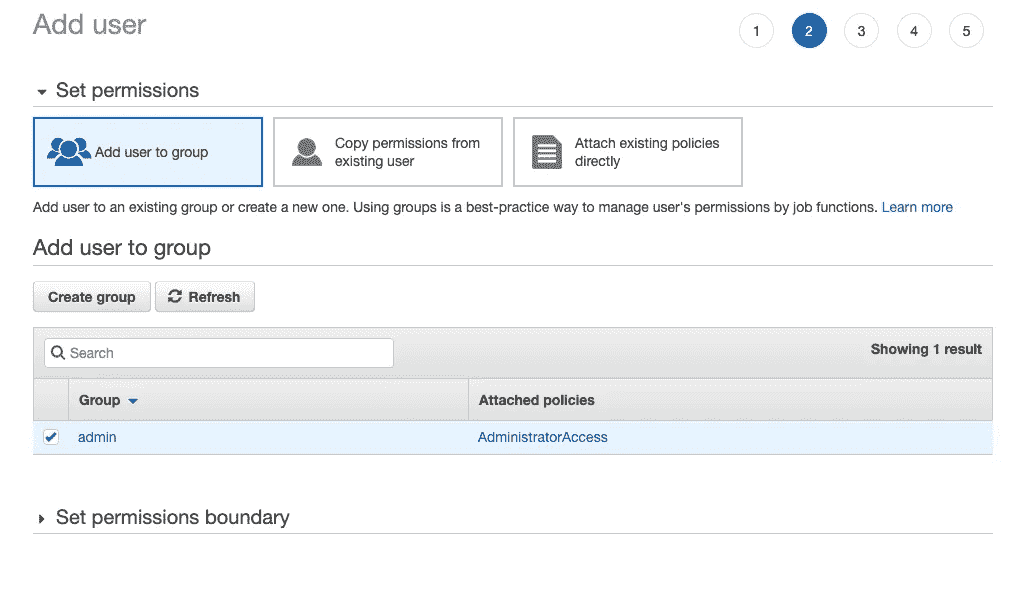 Add user
1 2 3 4 5
Set permissions
Add user to group
Copy permissions from
existing user
Attach existing policies
directly
Add user to an existing group or create a new one. Using groups is a best-practice way to manage user's permissions by job functions. Learn more
Add user to group
Create group Refresh
Search Showing 1 result
Group Attached policies
admin AdministratorAccess
Set permissions boundary